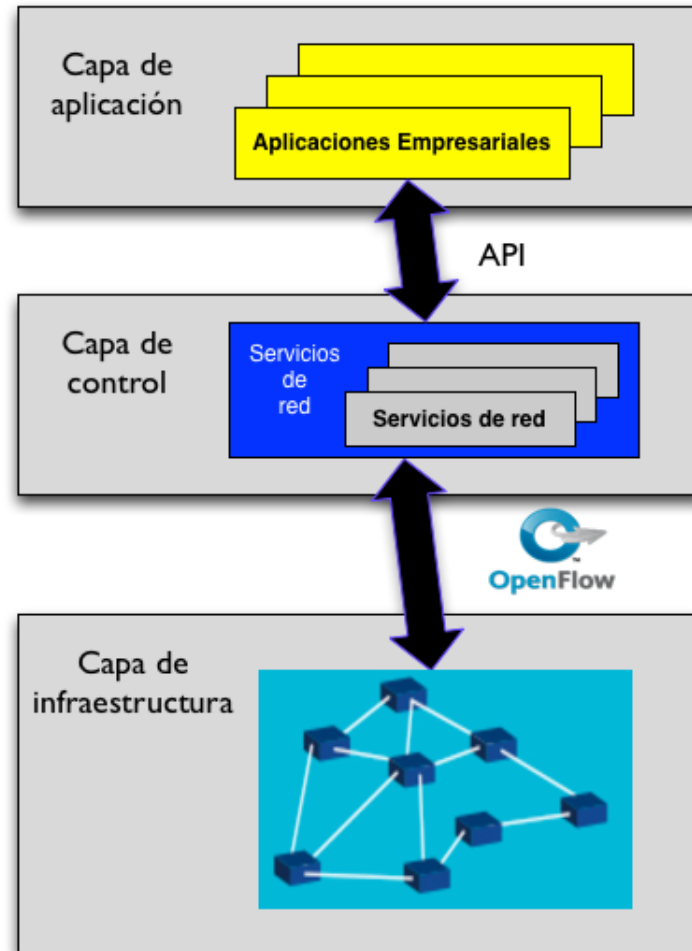 Capa de
aplicación
Aplicaciones Empresariales
API
Capa de
control
Servicios
de
red
Servicios de red
OpenFlow
™
Capa de
infraestructura